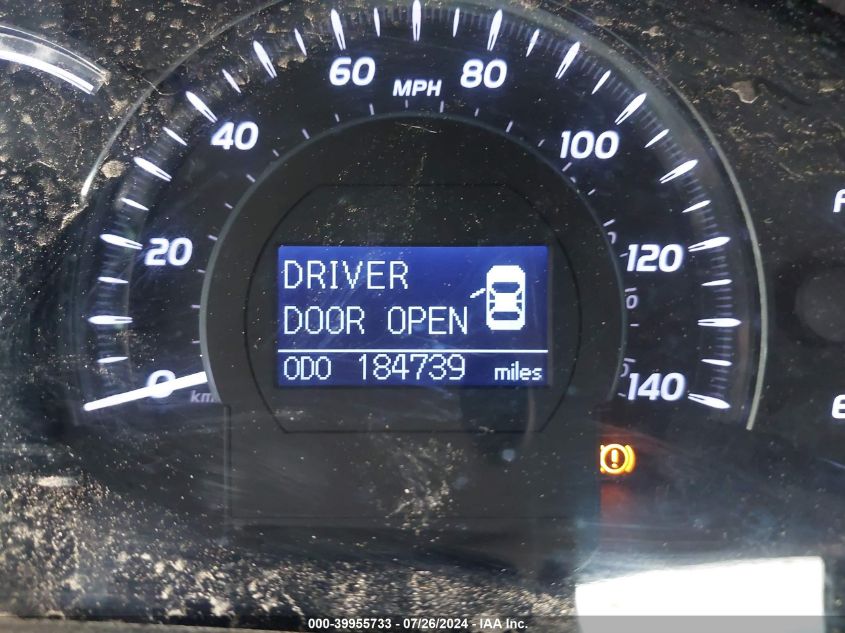 60 MPH 80
40 100
20 120
0 140
km
DRIVER
DOOR OPEN
ODO 184739 miles
E
000-39955733 - 07/26/2024 - IAA Inc.